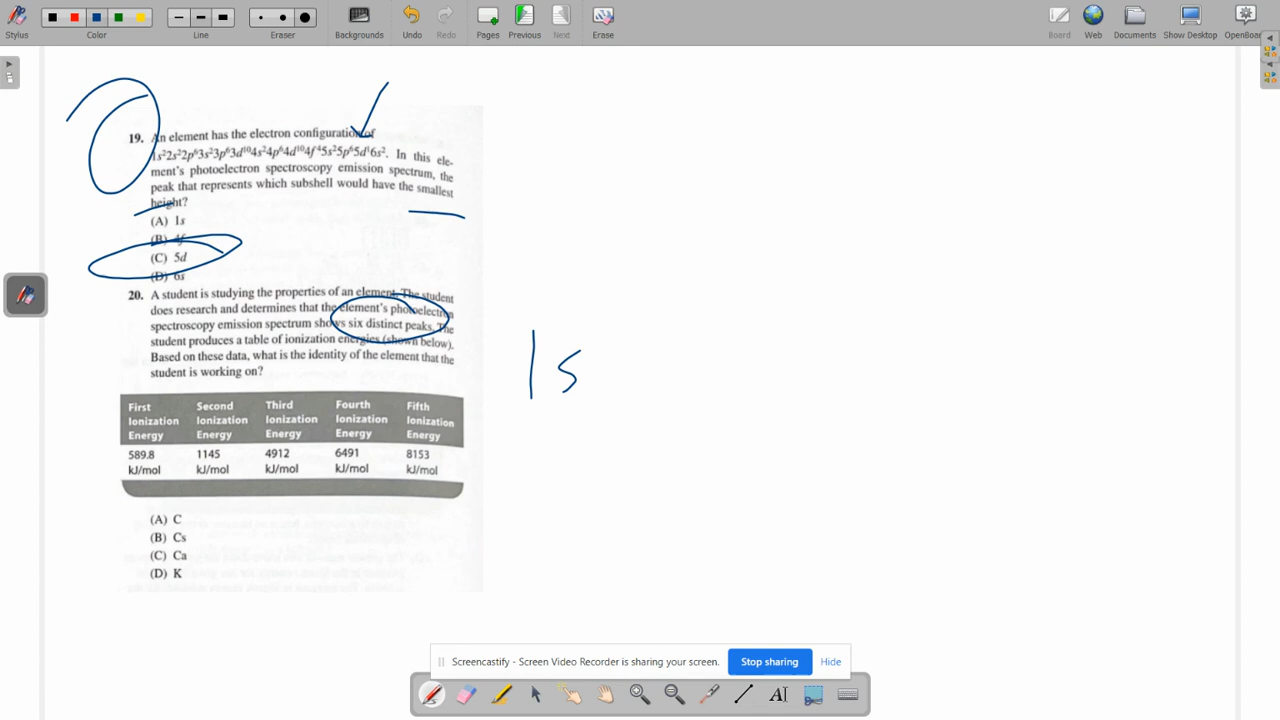 Stylus Color Line Eraser Backgrounds Undo Redo Pages Previous Next Erase Board Web Documents Show Desktop OpenBoa
19. An element has the electron configuration of
1s²2s²2p⁶3s²3p⁶3d¹⁰4s²4p⁶4d¹⁰4f⁴5s²5p⁶5d¹6s². In this ele-
ment's photoelectron spectroscopy emission spectrum, the
peak that represents which subshell would have the smallest
height?
(A) 1s
(B) 4f
(C) 5d
(D) 6s
20. A student is studying the properties of an element. The student
does research and determines that the element's photoelectron
spectroscopy emission spectrum shows six distinct peaks. The
student produces a table of ionization energies (shown below).
Based on these data, what is the identity of the element that the
student is working on?
1s
First Second Third Fourth Fifth
Ionization Ionization Ionization Ionization Ionization
Energy Energy Energy Energy Energy
589.8 1145 4912 6491 8153
kJ/mol kJ/mol kJ/mol kJ/mol kJ/mol
(A) C
(B) Cs
(C) Ca
(D) K
Screencastify - Screen Video Recorder is sharing your screen. Stop sharing Hide